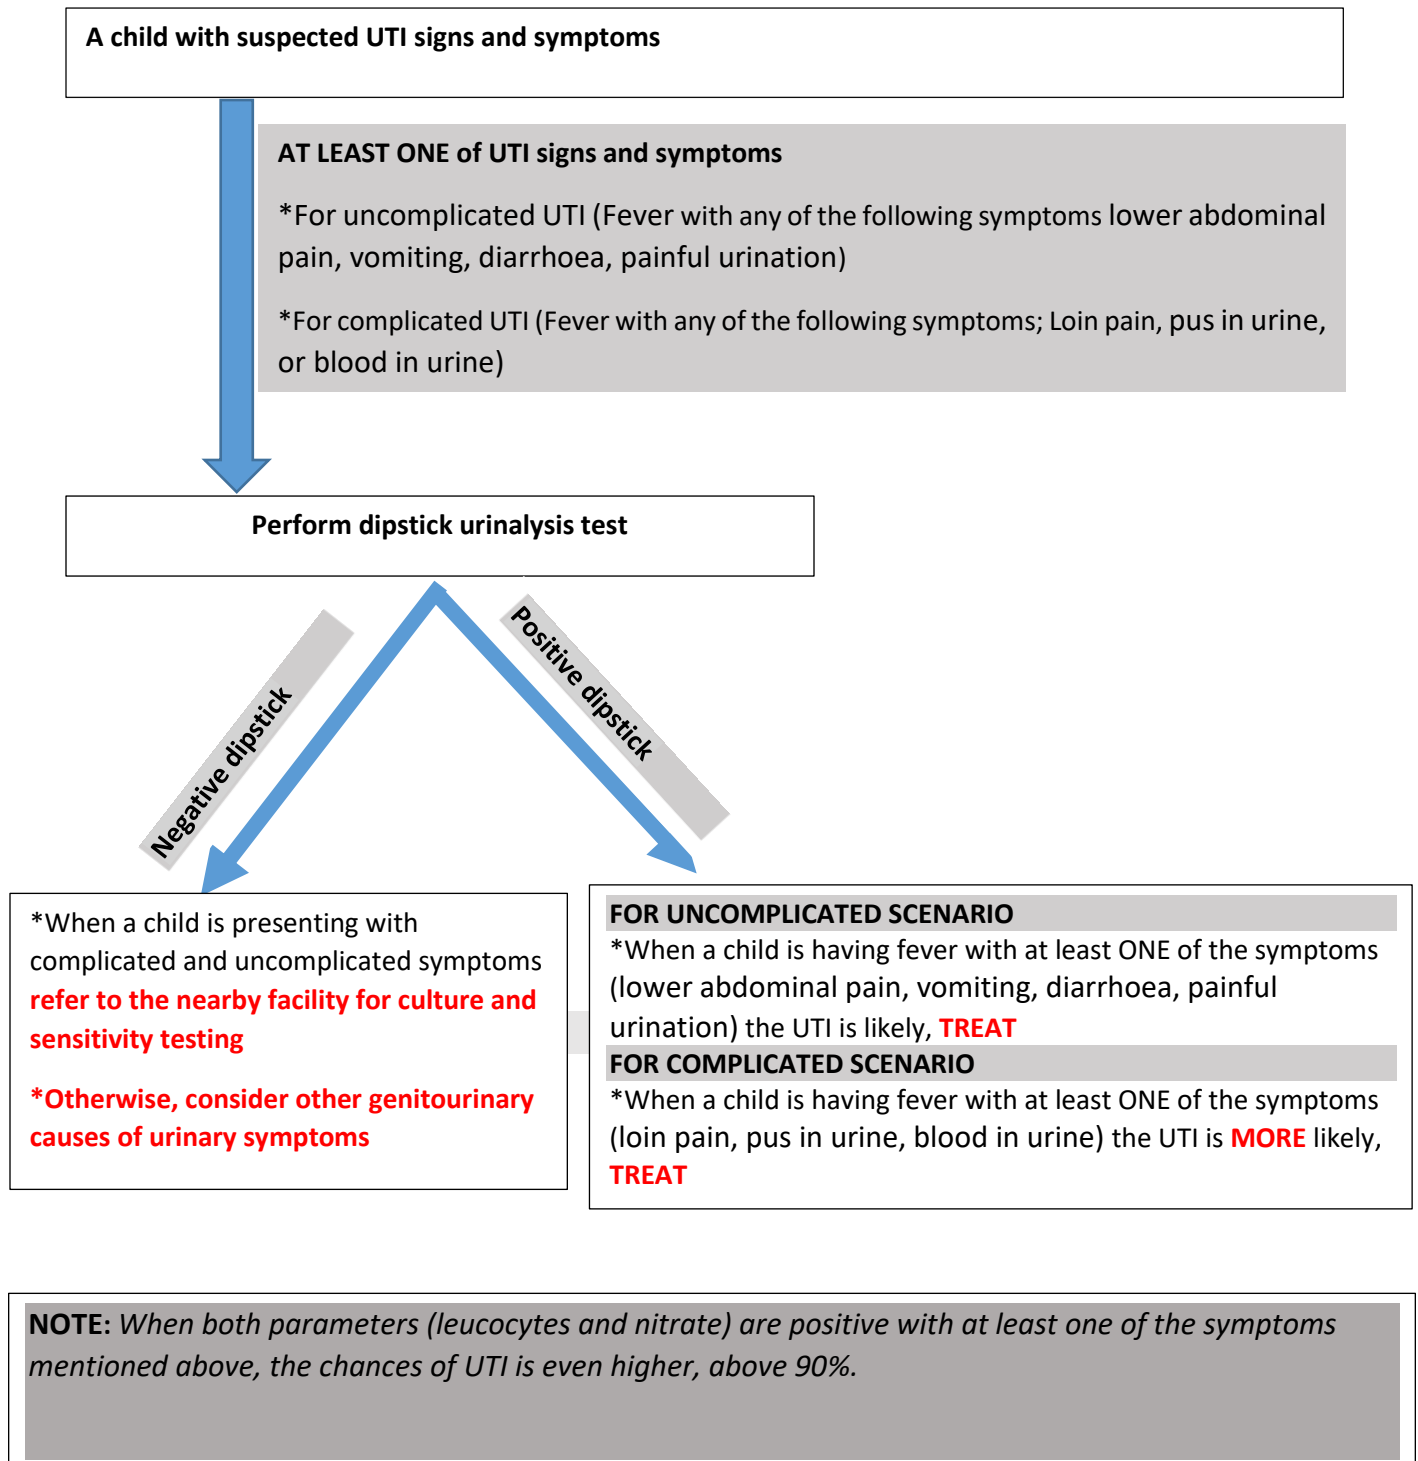 A child with suspected UTI signs and symptoms
AT LEAST ONE of UTI signs and symptoms
*For uncomplicated UTI (Fever with any of the following symptoms lower abdominal
pain, vomiting, diarrhoea, painful urination)
*For complicated UTI (Fever with any of the following symptoms; Loin pain, pus in urine,
or blood in urine)
Perform dipstick urinalysis test
Negative dipstick
Positive dipstick
*When a child is presenting with
complicated and uncomplicated symptoms
refer to the nearby facility for culture and
sensitivity testing
*Otherwise, consider other genitourinary
causes of urinary symptoms
FOR UNCOMPLICATED SCENARIO
*When a child is having fever with at least ONE of the symptoms
(lower abdominal pain, vomiting, diarrhoea, painful
urination) the UTI is likely, TREAT
FOR COMPLICATED SCENARIO
*When a child is having fever with at least ONE of the symptoms
(loin pain, pus in urine, blood in urine) the UTI is MORE likely,
TREAT
NOTE: When both parameters (leucocytes and nitrate) are positive with at least one of the symptoms
mentioned above, the chances of UTI is even higher, above 90%.